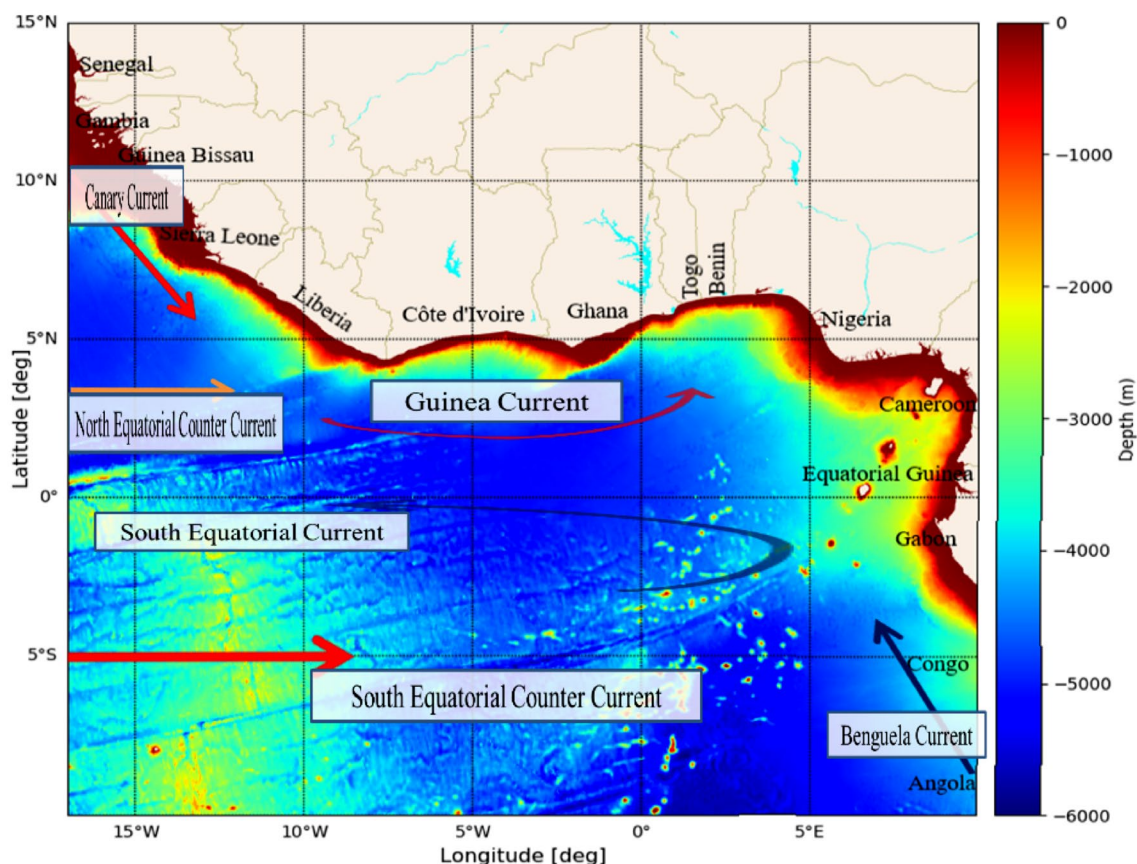 15°N
10°N
5°N
0°
5°S
Latitude [deg]
Senegal
Gambia
Guinea Bissau
Canary Current
Sierra Leone
Liberia
Côte d'Ivoire
Ghana
Togo
Benin
Nigeria
Guinea Current
North Equatorial Counter Current
Cameroon
Equatorial Guinea
South Equatorial Current
Gabon
Congo
South Equatorial Counter Current
Benguela Current
Angola
15°W
10°W
5°W
0°
5°E
Longitude [deg]
0
−1000
−2000
−3000
−4000
−5000
−6000
Depth (m)